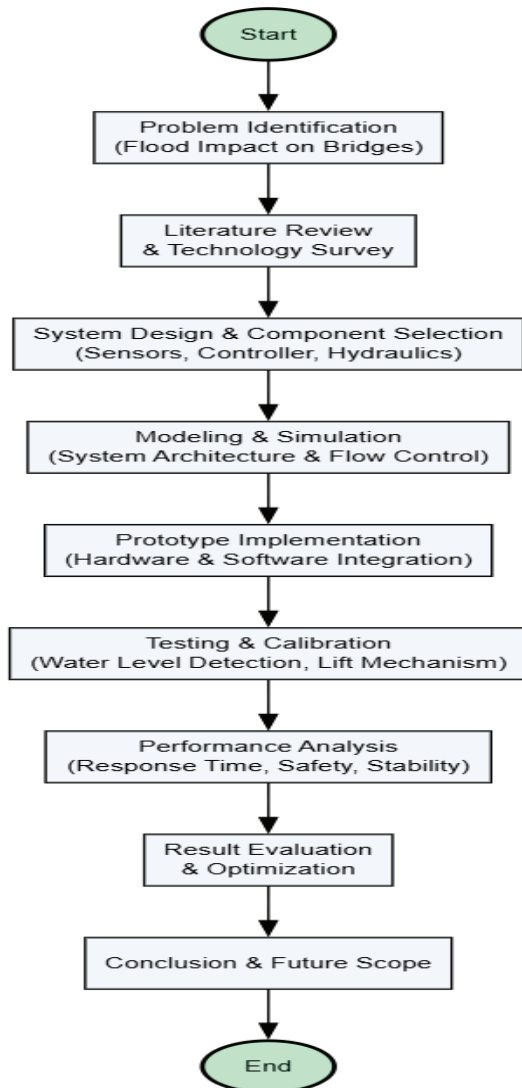 Start
Problem Identification
(Flood Impact on Bridges)
Literature Review
& Technology Survey
System Design & Component Selection
(Sensors, Controller, Hydraulics)
Modeling & Simulation
(System Architecture & Flow Control)
Prototype Implementation
(Hardware & Software Integration)
Testing & Calibration
(Water Level Detection, Lift Mechanism)
Performance Analysis
(Response Time, Safety, Stability)
Result Evaluation
& Optimization
Conclusion & Future Scope
End